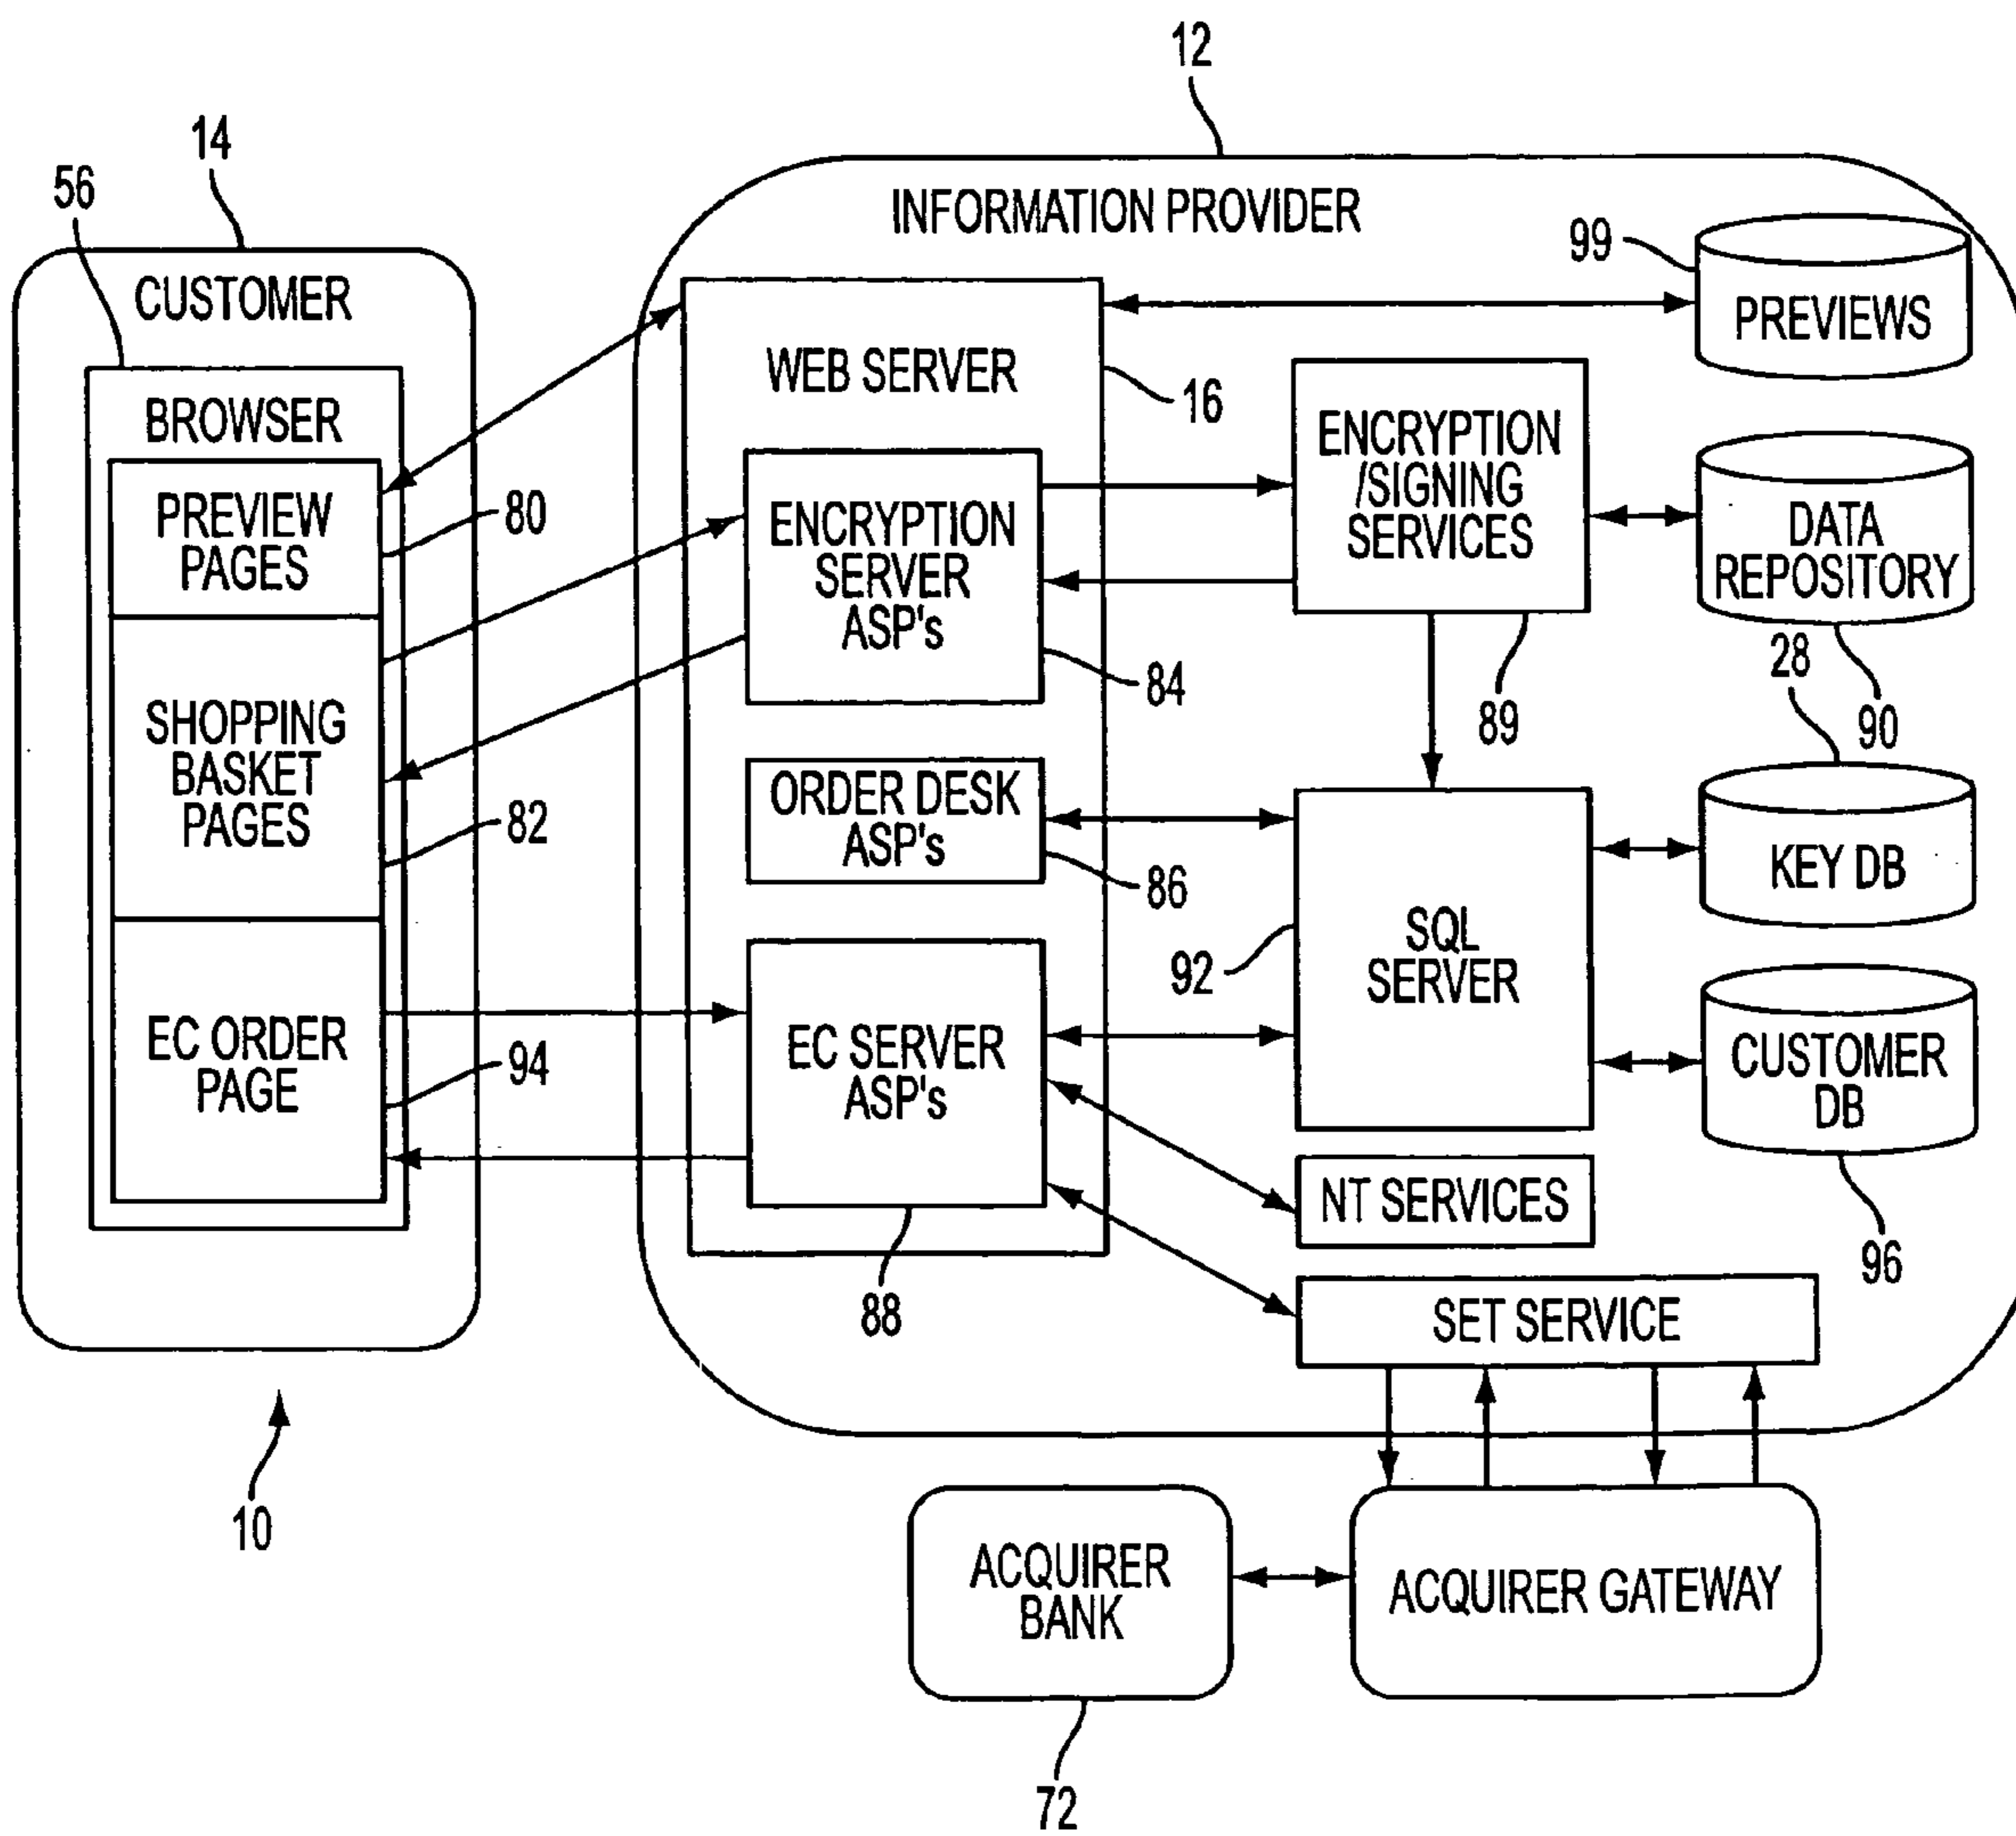 12
14
56
INFORMATION PROVIDER
99
CUSTOMER
PREVIEWS
WEB SERVER
16
BROWSER
ENCRYPTION
/SIGNING
SERVICES
PREVIEW
PAGES
80
ENCRYPTION
SERVER
ASP's
DATA
REPOSITORY
84
89
28
90
SHOPPING
BASKET
PAGES
82
ORDER DESK
ASP's
86
KEY DB
SQL
SERVER
92
EC ORDER
PAGE
94
EC SERVER
ASP's
CUSTOMER
DB
NT SERVICES
96
88
SET SERVICE
10
ACQUIRER
BANK
ACQUIRER GATEWAY
72